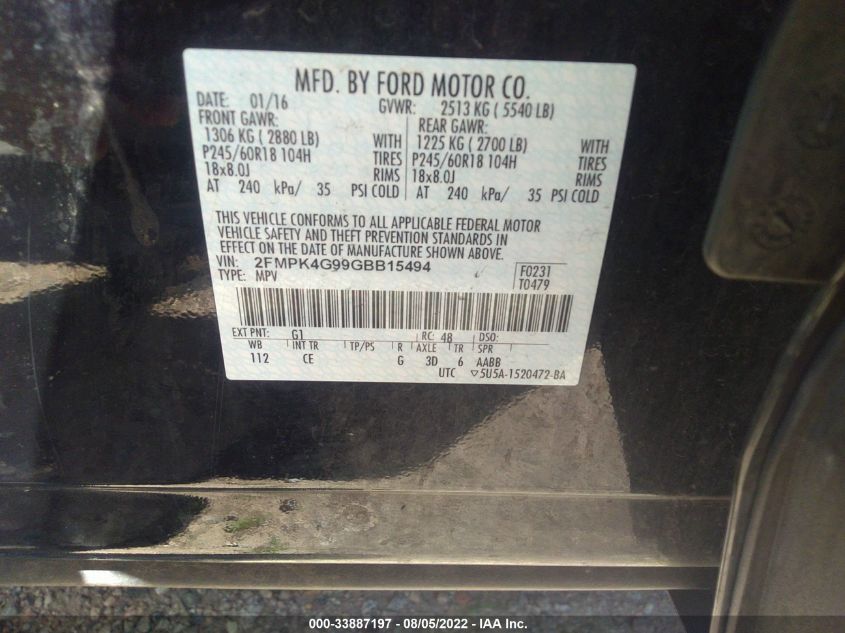 MFD. BY FORD MOTOR CO.
DATE: 01/16 GVWR: 2513 KG ( 5540 LB)
FRONT GAWR: REAR GAWR:
1306 KG ( 2880 LB) WITH 1225 KG ( 2700 LB) WITH
P245/60R18 104H TIRES P245/60R18 104H TIRES
18x8.0J RIMS 18x8.0J RIMS
AT 240 kPa/ 35 PSI COLD AT 240 kPa/ 35 PSI COLD
THIS VEHICLE CONFORMS TO ALL APPLICABLE FEDERAL MOTOR
VEHICLE SAFETY AND THEFT PREVENTION STANDARDS IN
EFFECT ON THE DATE OF MANUFACTURE SHOWN ABOVE.
VIN: 2FMPK4G99GBB15494 F0231
TYPE: MPV T0479
EXT PNT: G1 RC: 48 DSO:
WB INT TR TP/PS R AXLE TR SPR
112 CE G 3D 6 AABB
UTC ▽5U5A-1520472-BA
000-33887197 - 08/05/2022 - IAA Inc.